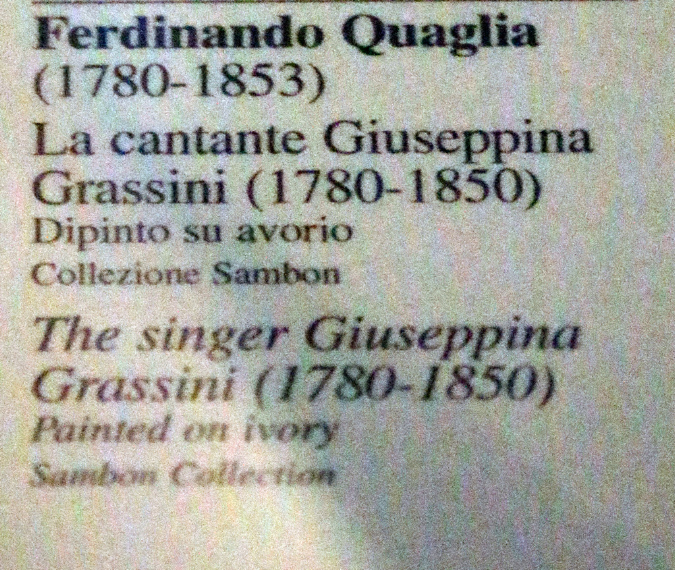 Ferdinando Quaglia
(1780-1853)
La cantante Giuseppina
Grassini (1780-1850)
Dipinto su avorio
Collezione Sambon
The singer Giuseppina
Grassini (1780-1850)
Painted on ivory
Sambon Collection